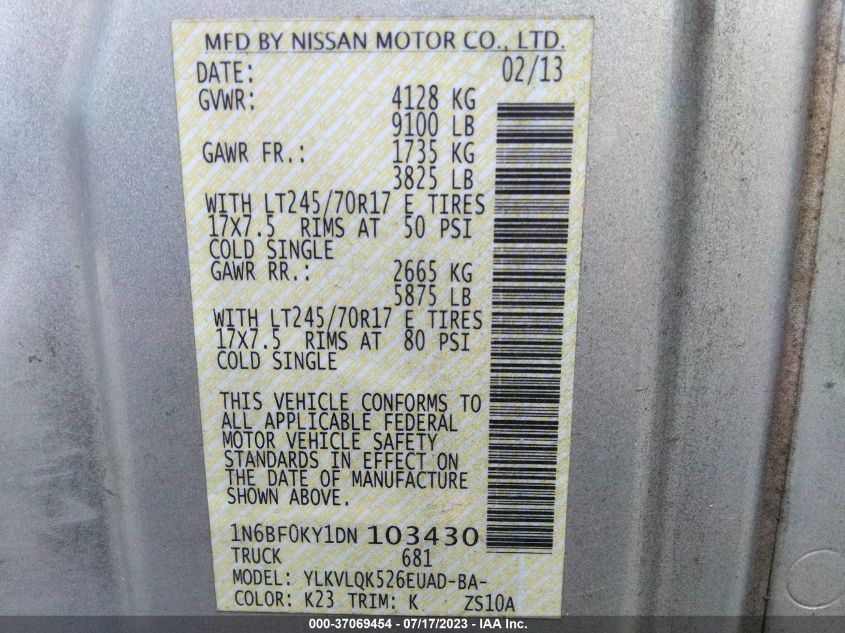 MFD BY NISSAN MOTOR CO., LTD.
DATE: 02/13
GVWR: 4128 KG
9100 LB
GAWR FR.: 1735 KG
3825 LB
WITH LT245/70R17 E TIRES
17X7.5 RIMS AT 50 PSI
COLD SINGLE
GAWR RR.: 2665 KG
5875 LB
WITH LT245/70R17 E TIRES
17X7.5 RIMS AT 80 PSI
COLD SINGLE
THIS VEHICLE CONFORMS TO
ALL APPLICABLE FEDERAL
MOTOR VEHICLE SAFETY
STANDARDS IN EFFECT ON
THE DATE OF MANUFACTURE
SHOWN ABOVE.
1N6BF0KY1DN 103430
TRUCK 681
MODEL: YLKVLQK526EUAD-BA-
COLOR: K23 TRIM: K ZS10A
000-37069454 - 07/17/2023 - IAA Inc.